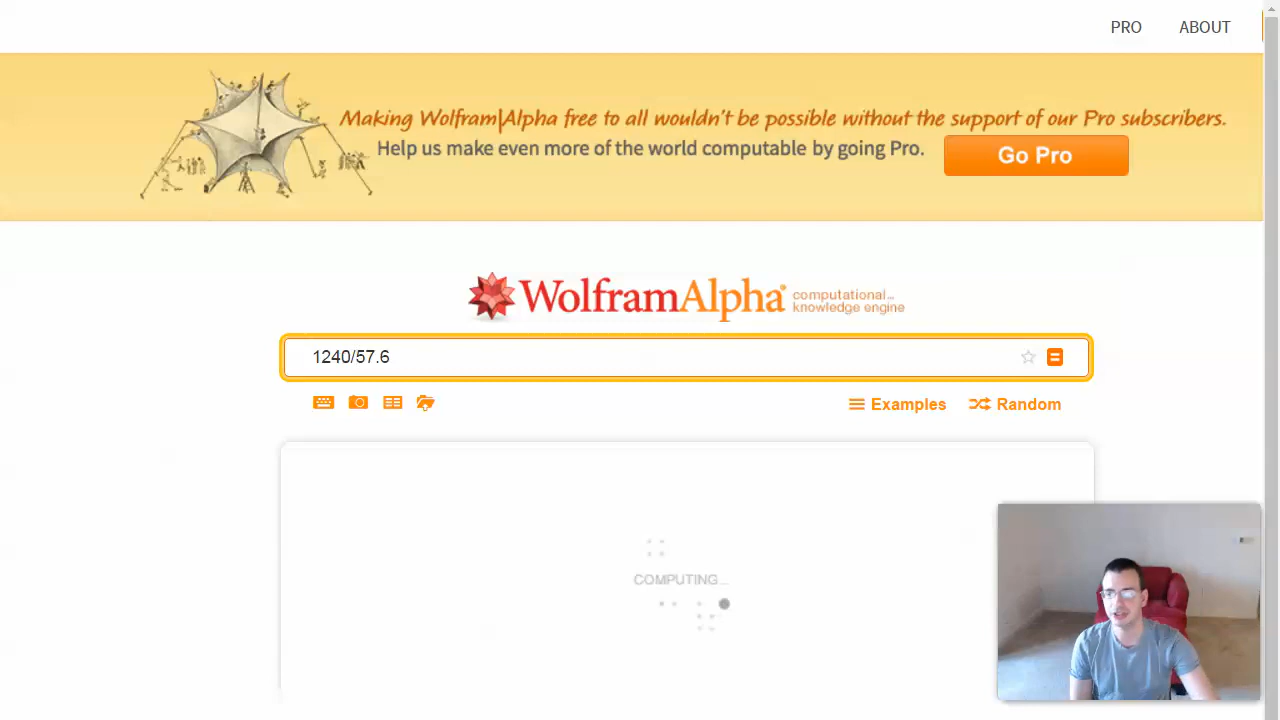 PRO ABOUT
Making Wolfram|Alpha free to all wouldn't be possible without the support of our Pro subscribers.
Help us make even more of the world computable by going Pro.
Go Pro
WolframAlpha computational...
knowledge engine
1240/57.6
Examples Random
COMPUTING...